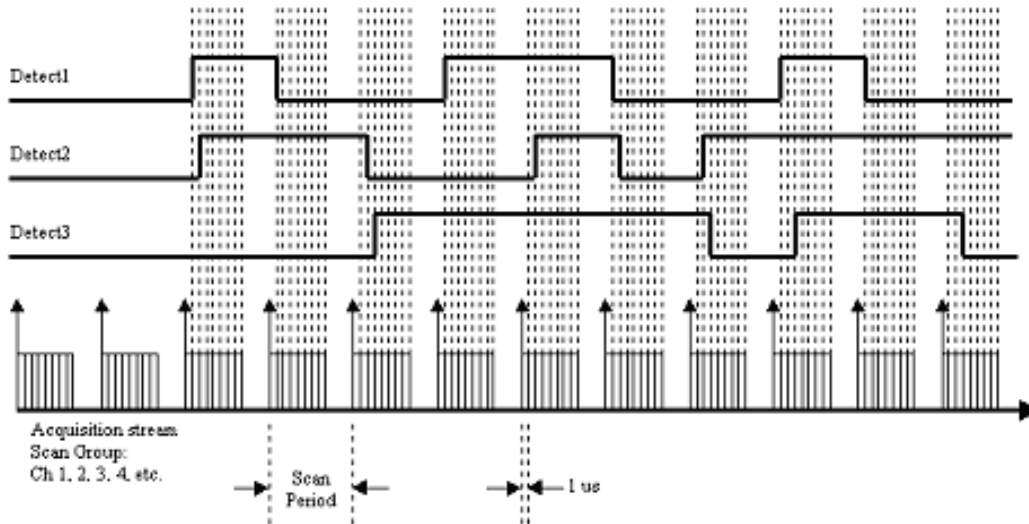 Detect1
Detect2
Detect3
Acquisition stream
Scan Group:
Ch 1, 2, 3, 4, etc.
Scan
Period
1 us